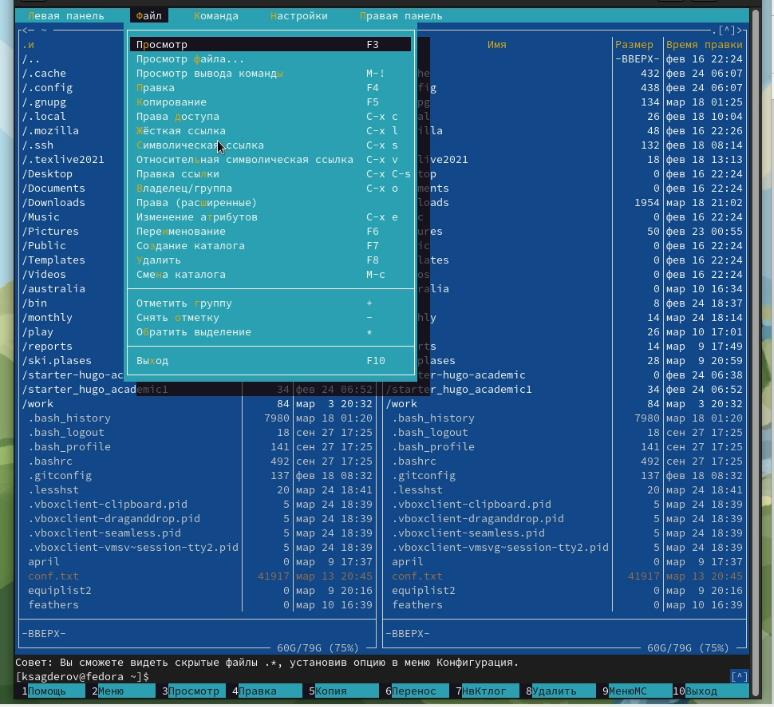 Левая панель Файл Команда Настройки Правая панель
<— ~ .[^]>
.и Имя Размер Время правки
/.. -ВВЕРХ- фев 16 22:24
/.cache 432 фев 24 06:07
/.config 438 фев 24 06:07
/.gnupg 134 мар 18 01:25
/.local 26 фев 18 10:04
/.mozilla 48 фев 16 22:26
/.ssh 132 фев 18 08:14
/.texlive2021 18 фев 18 13:13
/Desktop 0 фев 16 22:24
/Documents 0 фев 16 22:24
/Downloads 1954 мар 18 21:02
/Music 0 фев 16 22:24
/Pictures 50 фев 23 00:55
/Public 0 фев 16 22:24
/Templates 0 фев 16 22:24
/Videos 0 фев 16 22:24
/australia 0 мар 10 16:34
/bin 8 фев 24 18:37
/monthly 14 мар 24 18:14
/play 26 мар 10 17:01
/reports 14 мар 9 17:49
/ski.plases 28 мар 9 20:59
/starter_hugo-ac /starter_hugo-academic 0 фев 24 06:38
/starter_hugo_academic1 34 фев 24 06:52 /starter_hugo_academic1 34 фев 24 06:52
/work 84 мар 3 20:32 /work 84 мар 3 20:32
.bash_history 7980 мар 18 01:20 .bash_history 7980 мар 18 01:20
.bash_logout 18 сен 27 17:25 .bash_logout 18 сен 27 17:25
.bash_profile 141 сен 27 17:25 .bash_profile 141 сен 27 17:25
.bashrc 492 сен 27 17:25 .bashrc 492 сен 27 17:25
.gitconfig 137 фев 18 08:32 .gitconfig 137 фев 18 08:32
.lesshst 20 мар 24 18:41 .lesshst 20 мар 24 18:41
.vboxclient-clipboard.pid 5 мар 24 18:39 .vboxclient-clipboard.pid 5 мар 24 18:39
.vboxclient-draganddrop.pid 5 мар 24 18:39 .vboxclient-draganddrop.pid 5 мар 24 18:39
.vboxclient-seamless.pid 5 мар 24 18:39 .vboxclient-seamless.pid 5 мар 24 18:39
.vboxclient-vmsv~session-tty2.pid 5 мар 24 18:39 .vboxclient-vmsvg~session-tty2.pid 5 мар 24 18:39
april 0 мар 9 17:37 april 0 мар 9 17:37
conf.txt 41917 мар 13 20:45 conf.txt 41917 мар 13 20:45
equiplist2 0 мар 9 20:16 equiplist2 0 мар 9 20:16
feathers 0 мар 10 16:39 feathers 0 мар 10 16:39
-ВВЕРХ- -ВВЕРХ-
60G/79G (75%) 60G/79G (75%)
Просмотр F3
Просмотр файла...
Просмотр вывода команды M-!
Правка F4
Копирование F5
Права доступа C-x c
Жёсткая ссылка C-x l
Символическая ссылка C-x s
Относительная символическая ссылка C-x v
Правка ссылки C-x C-s
Владелец/группа C-x o
Права (расширенные)
Изменение атрибутов C-x e
Переименование F6
Создание каталога F7
Удалить F8
Смена каталога M-c
Отметить группу +
Снять отметку -
Обратить выделение *
Выход F10
Совет: Вы сможете видеть скрытые файлы .*, установив опцию в меню Конфигурация.
[ksagderov@fedora ~]$ [^]
1Помощь 2Меню 3Просмотр 4Правка 5Копия 6Перенос 7НвКтлог 8Удалить 9МенюMC 10Выход